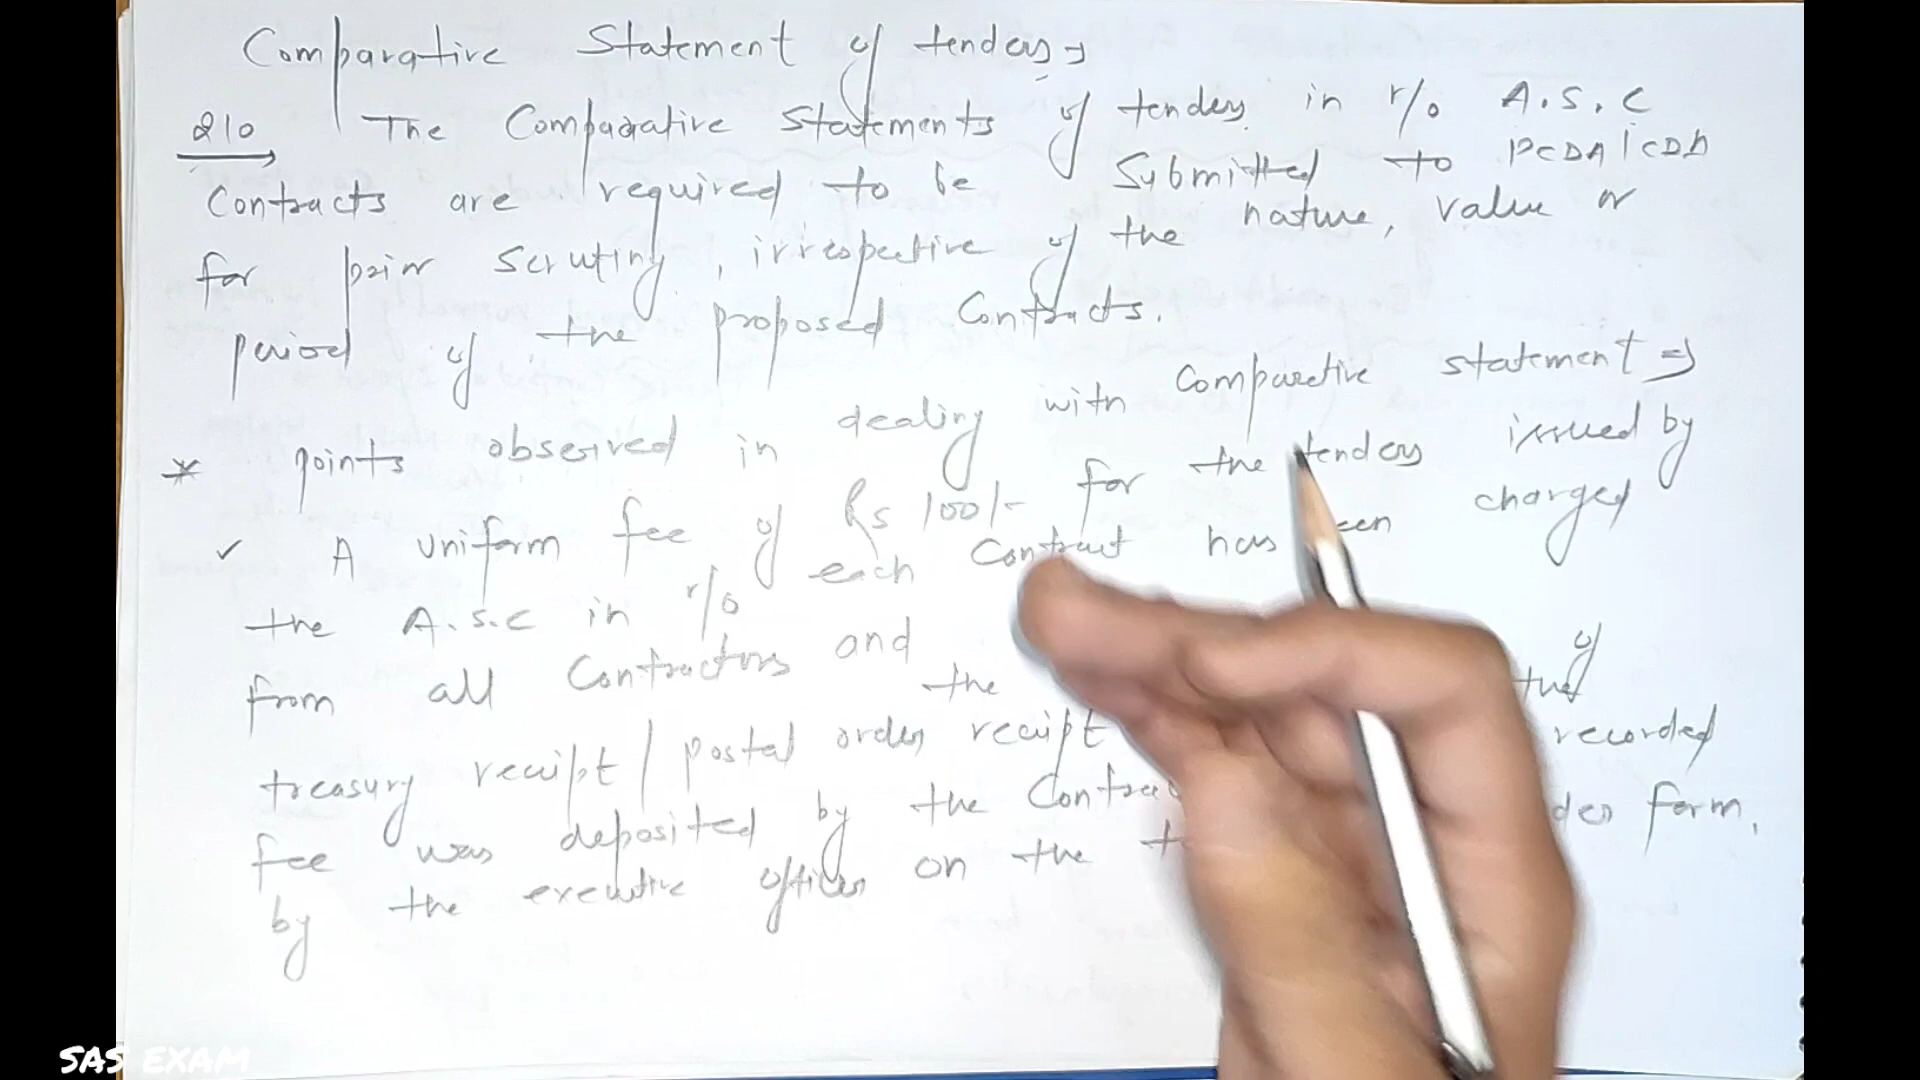 Comparative Statement of tenders →
210 The Comparative Statements of tenders in r/o A.S.C
Contracts are required to be Submitted to PCDA/CDA
for prior scrutiny, irrespective of the nature, value or
period of the proposed Contracts.
* points observed in dealing with Comparative statement ⇒
✓ A uniform fee of Rs 100/- for the tenders issued by
the A.S.C in r/o each Contract has been charged
from all Contractors and the of
treasury receipt/postal order receipt the
fee was deposited by the recorded
by the executive officer on the form.
SAS EXAM